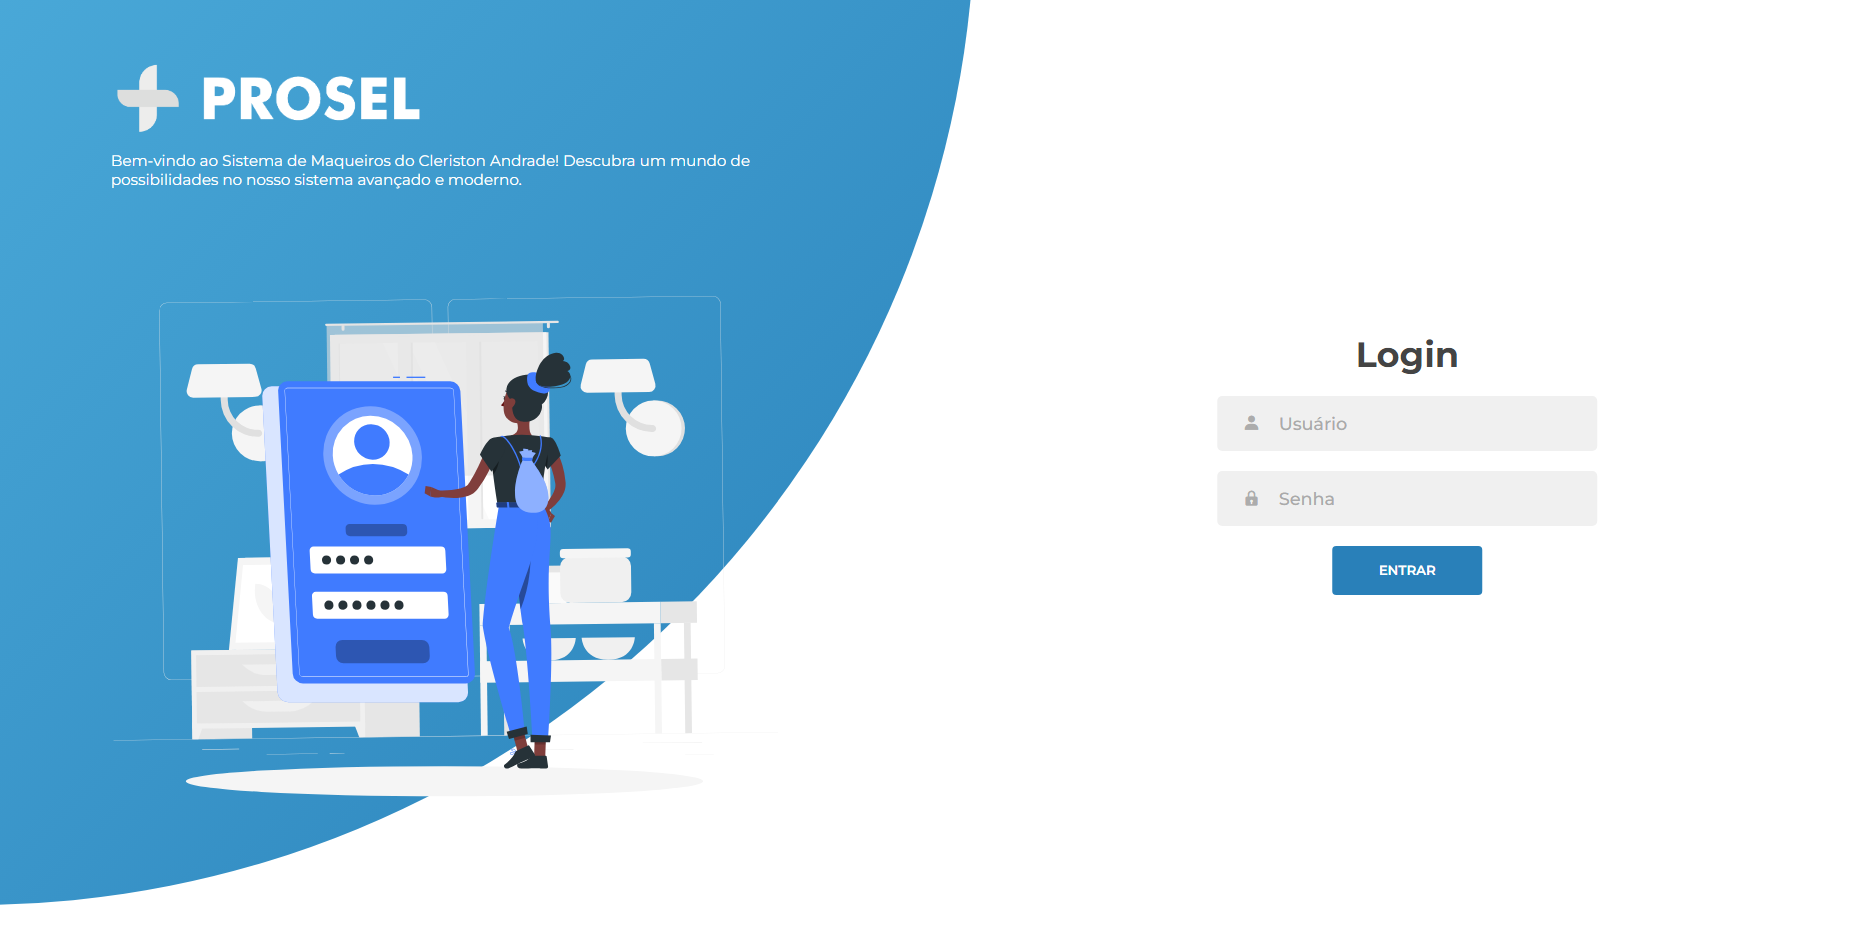 PROSEL
Bem-vindo ao Sistema de Maqueiros do Cleriston Andrade! Descubra um mundo de
possibilidades no nosso sistema avançado e moderno.
Login
Usuário
Senha
ENTRAR